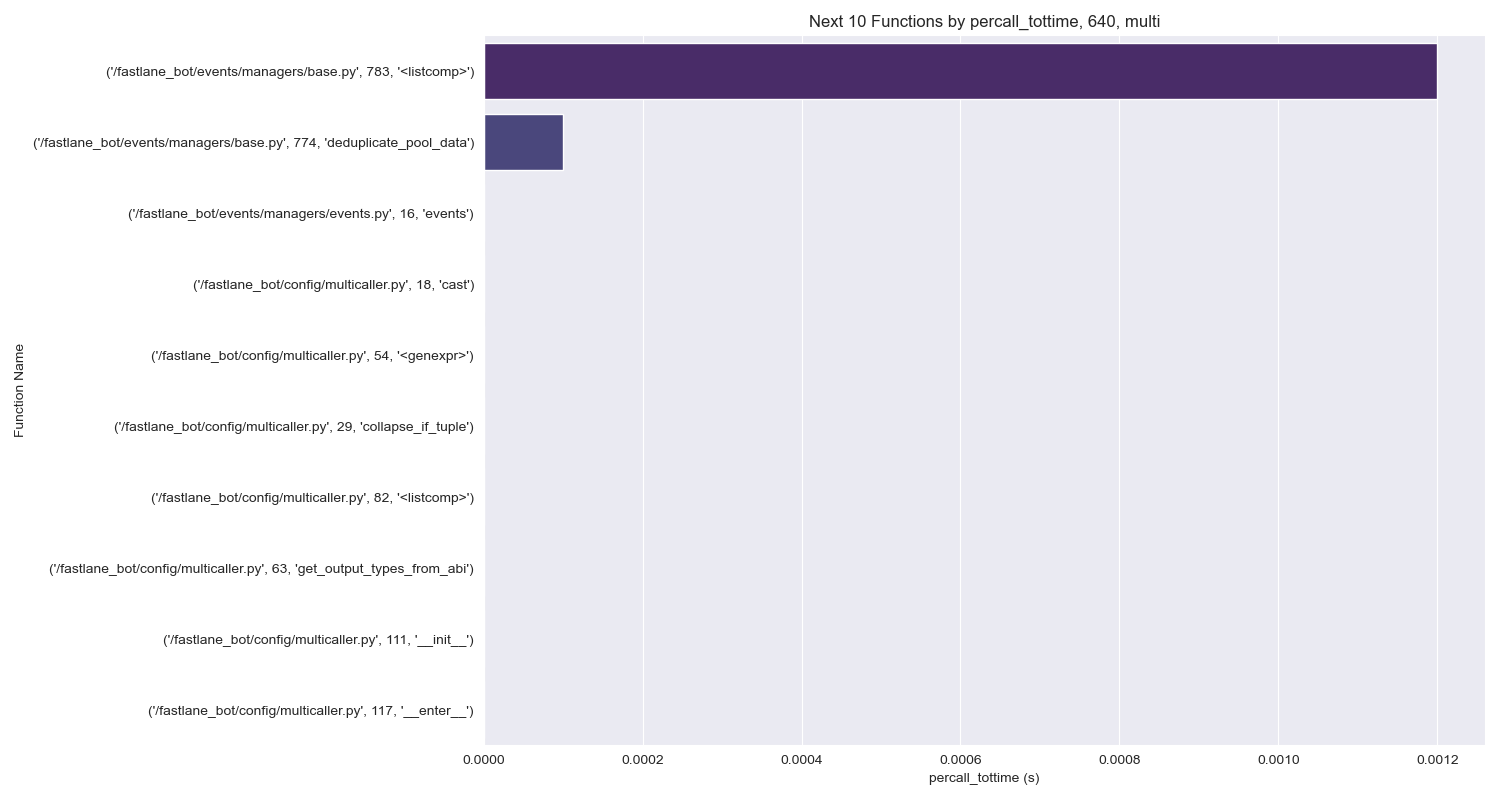 Next 10 Functions by percall_tottime, 640, multi
('/fastlane_bot/events/managers/base.py', 783, '<listcomp>')
('/fastlane_bot/events/managers/base.py', 774, 'deduplicate_pool_data')
('/fastlane_bot/events/managers/events.py', 16, 'events')
('/fastlane_bot/config/multicaller.py', 18, 'cast')
('/fastlane_bot/config/multicaller.py', 54, '<genexpr>')
('/fastlane_bot/config/multicaller.py', 29, 'collapse_if_tuple')
('/fastlane_bot/config/multicaller.py', 82, '<listcomp>')
('/fastlane_bot/config/multicaller.py', 63, 'get_output_types_from_abi')
('/fastlane_bot/config/multicaller.py', 111, '__init__')
('/fastlane_bot/config/multicaller.py', 117, '__enter__')
Function Name
0.0000 0.0002 0.0004 0.0006 0.0008 0.0010 0.0012
percall_tottime (s)